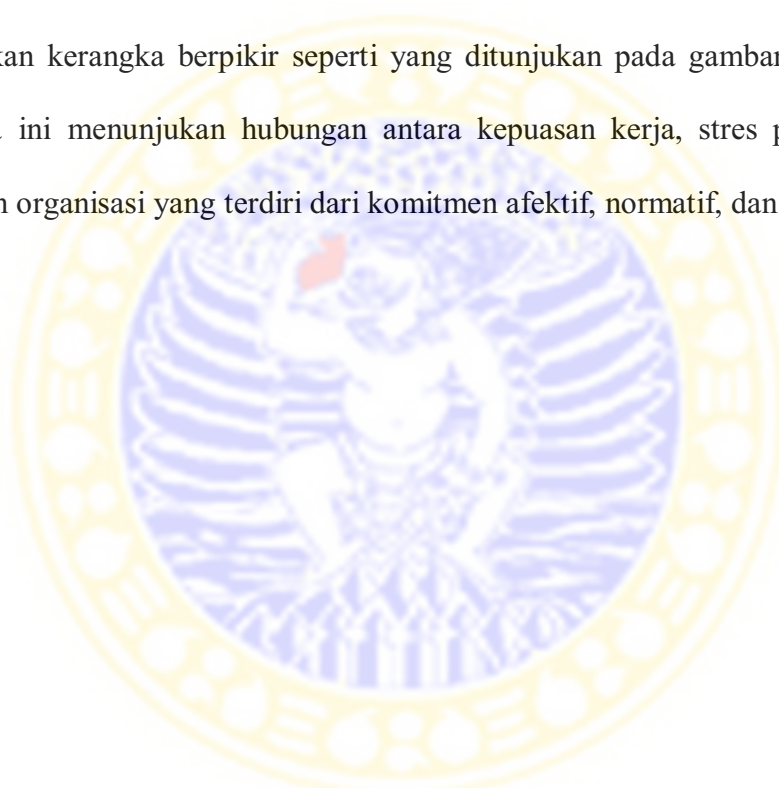 kan kerangka berpikir seperti yang ditunjukan pada gambar
ini menunjukan hubungan antara kepuasan kerja, stres p
n organisasi yang terdiri dari komitmen afektif, normatif, dan